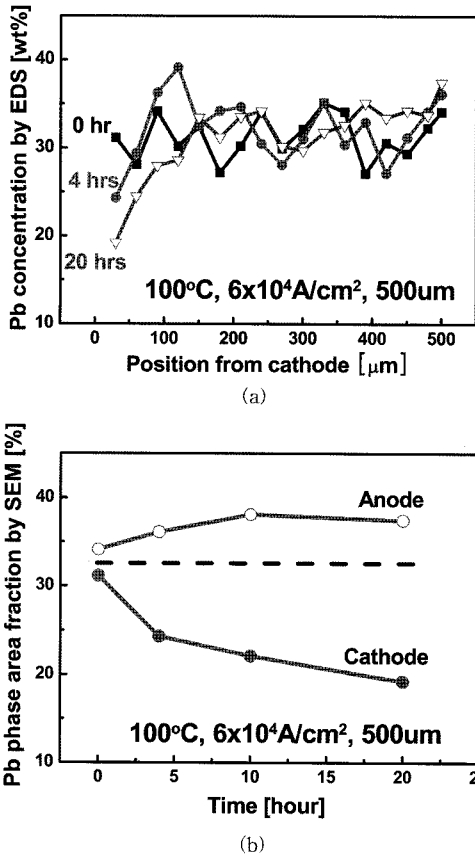 (a)
Pb concentration by EDS [wt%]
40
30
20
10
0 hr
4 hrs
20 hrs
100°C, 6x10⁴A/cm², 500um
0 100 200 300 400 500
Position from cathode [μm]
(a)
(b)
Pb phase area fraction by SEM [%]
40
30
20
10
Anode
Cathode
100°C, 6x10⁴A/cm², 500um
0 5 10 15 20 2
Time [hour]
(b)